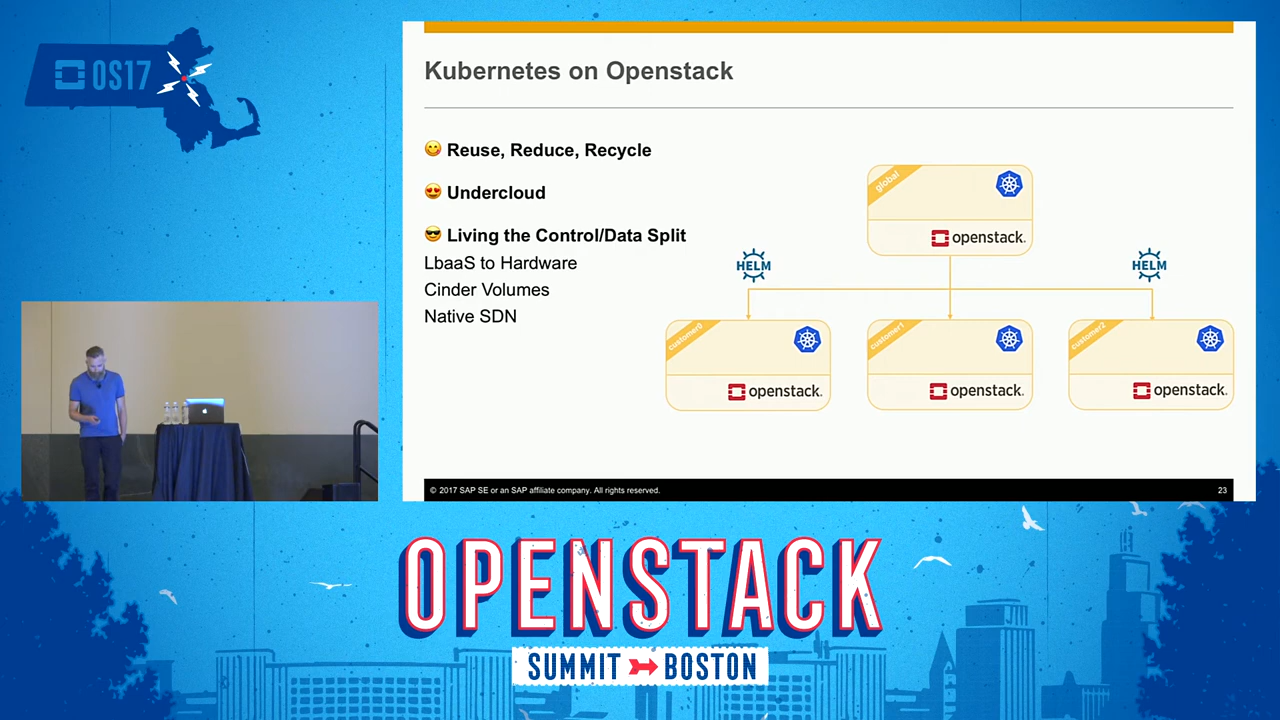 OS17
Kubernetes on Openstack
😋 Reuse, Reduce, Recycle
😍 Undercloud
😎 Living the Control/Data Split
LbaaS to Hardware
Cinder Volumes
Native SDN
global
openstack.
HELM
HELM
customer0
openstack.
customer1
openstack.
customer2
openstack.
© 2017 SAP SE or an SAP affiliate company. All rights reserved.
23
OPENSTACK
SUMMIT BOSTON